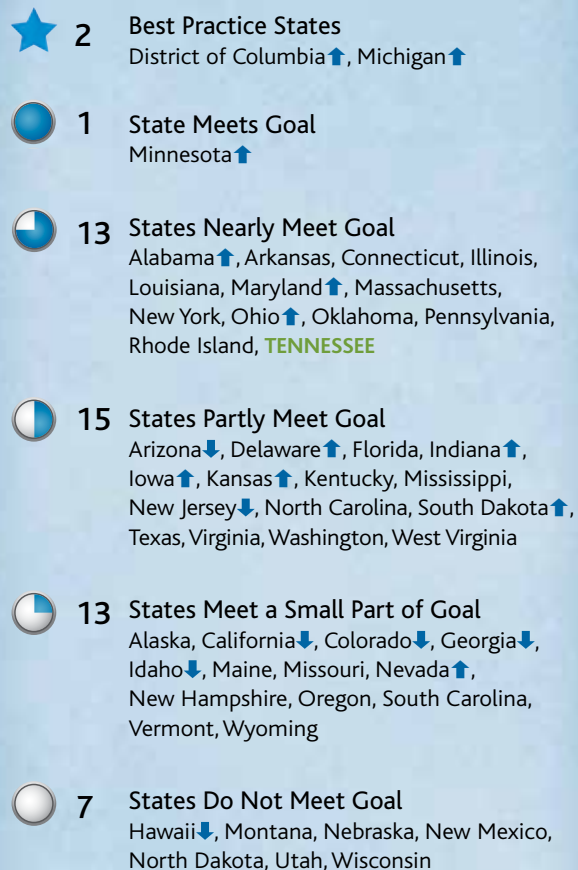 2 Best Practice States
District of Columbia⬆, Michigan⬆
1 State Meets Goal
Minnesota⬆
13 States Nearly Meet Goal
Alabama⬆, Arkansas, Connecticut, Illinois,
Louisiana, Maryland⬆, Massachusetts,
New York, Ohio⬆, Oklahoma, Pennsylvania,
Rhode Island, TENNESSEE
15 States Partly Meet Goal
Arizona⬇, Delaware⬆, Florida, Indiana⬆,
Iowa⬆, Kansas⬆, Kentucky, Mississippi,
New Jersey⬇, North Carolina, South Dakota⬆,
Texas, Virginia, Washington, West Virginia
13 States Meet a Small Part of Goal
Alaska, California⬇, Colorado⬇, Georgia⬇,
Idaho⬇, Maine, Missouri, Nevada⬆,
New Hampshire, Oregon, South Carolina,
Vermont, Wyoming
7 States Do Not Meet Goal
Hawaii⬇, Montana, Nebraska, New Mexico,
North Dakota, Utah, Wisconsin